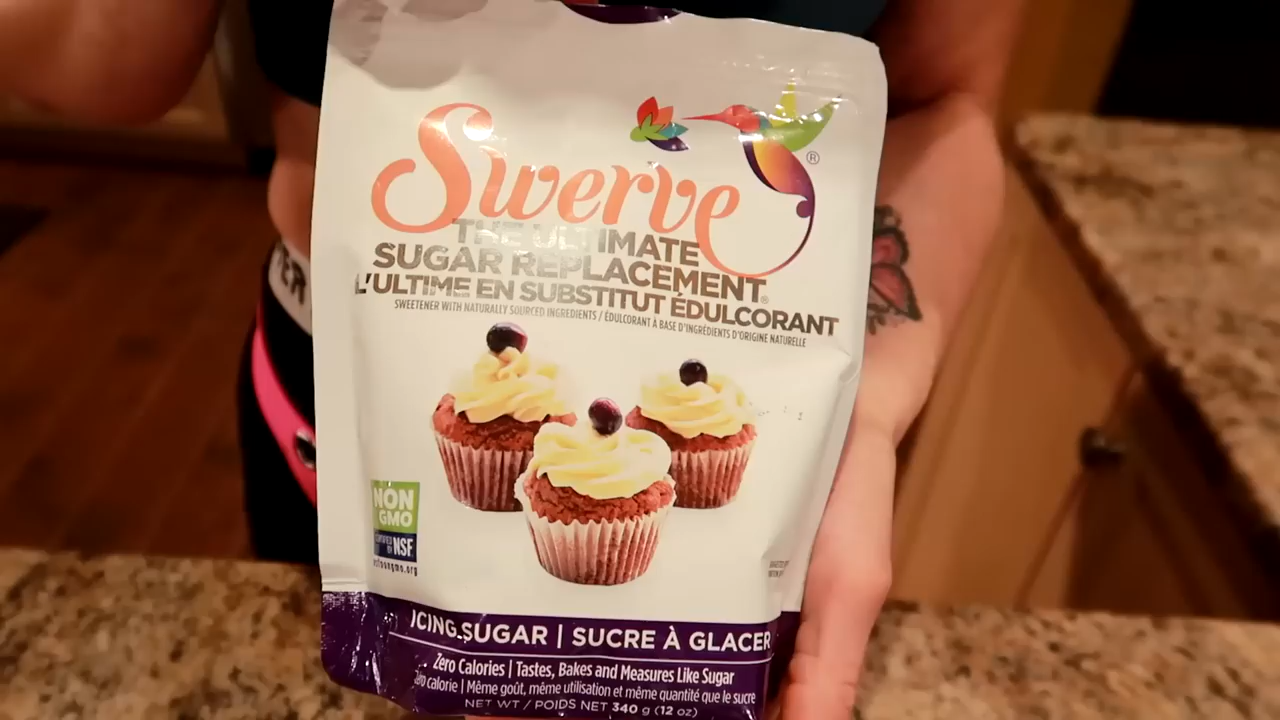 Swerve®
THE ULTIMATE
SUGAR REPLACEMENT®
L'ULTIME EN SUBSTITUT ÉDULCORANT
SWEETENER WITH NATURALLY SOURCED INGREDIENTS / ÉDULCORANT À BASE D'INGRÉDIENTS D'ORIGINE NATURELLE
NON
GMO
NSF
ICING SUGAR | SUCRE À GLACER
Zero Calories | Tastes, Bakes and Measures Like Sugar
calorie | Même goût, même utilisation et même quantité que le sucre
NET WT / POIDS NET 340 g (12 oz)